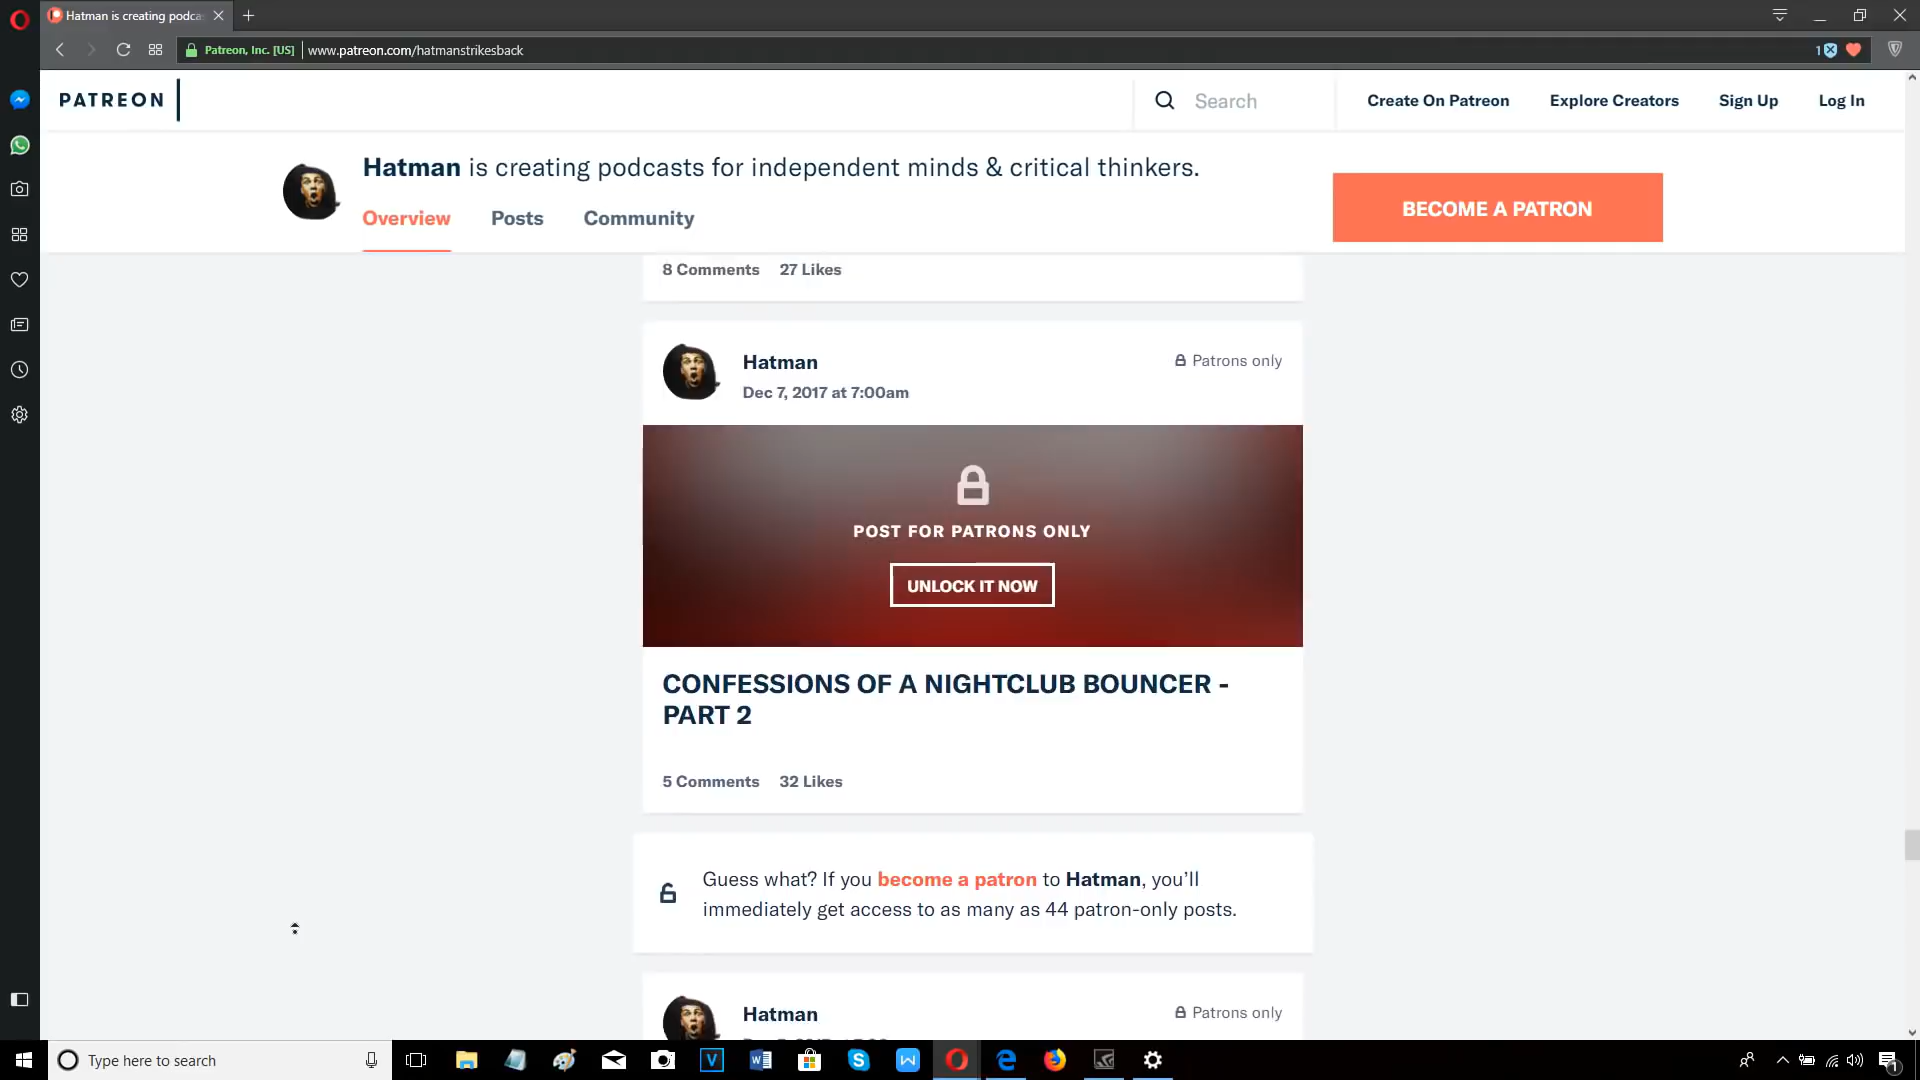 Hatman is creating podca
Patreon, Inc. [US]
www.patreon.com/hatmanstrikesback
1
PATREON
Search
Create On Patreon
Explore Creators
Sign Up
Log In
Hatman is creating podcasts for independent minds & critical thinkers.
Overview
Posts
Community
BECOME A PATRON
8 Comments 27 Likes
Hatman
Patrons only
Dec 7, 2017 at 7:00am
POST FOR PATRONS ONLY
UNLOCK IT NOW
CONFESSIONS OF A NIGHTCLUB BOUNCER -
PART 2
5 Comments 32 Likes
Guess what? If you become a patron to Hatman, you'll
immediately get access to as many as 44 patron-only posts.
Hatman
Patrons only
Type here to search
V
W
S
W
1